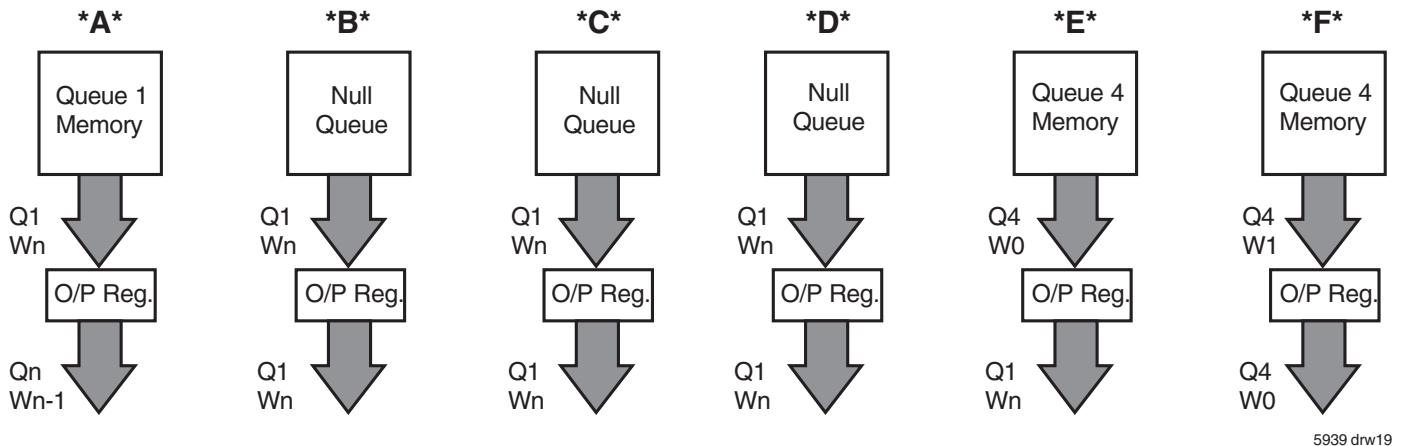 *A* *B* *C* *D* *E* *F*
Queue 1
Memory
Null
Queue
Null
Queue
Null
Queue
Queue 4
Memory
Queue 4
Memory
Q1
Wn
Q1
Wn
Q1
Wn
Q1
Wn
Q4
W0
Q4
W1
O/P Reg. O/P Reg. O/P Reg. O/P Reg. O/P Reg. O/P Reg.
Qn
Wn-1
Q1
Wn
Q1
Wn
Q1
Wn
Q1
Wn
Q4
W0
5939 drw19